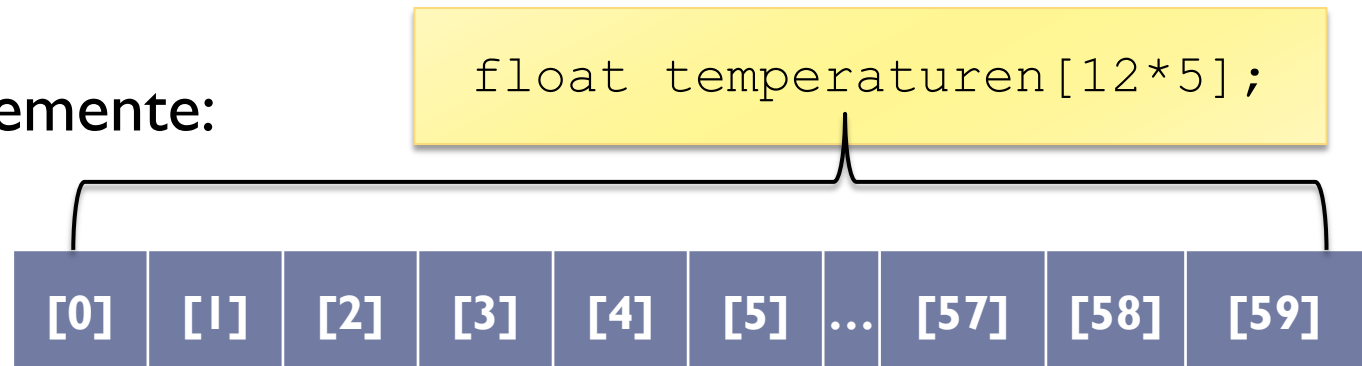 float temperaturen[12*5];
emente:
[0] [1] [2] [3] [4] [5] ... [57] [58] [59]